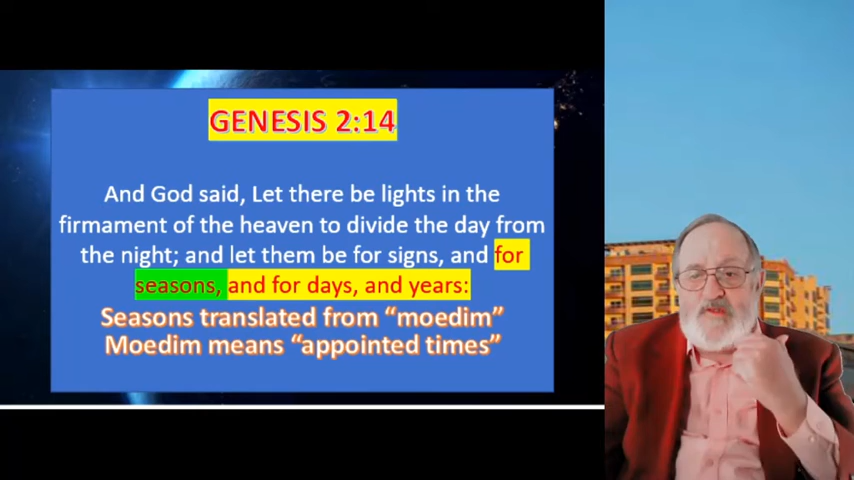 GENESIS 2:14
And God said, Let there be lights in the
firmament of the heaven to divide the day from
the night; and let them be for signs, and for
seasons, and for days, and years:
Seasons translated from “moedim”
Moedim means “appointed times”